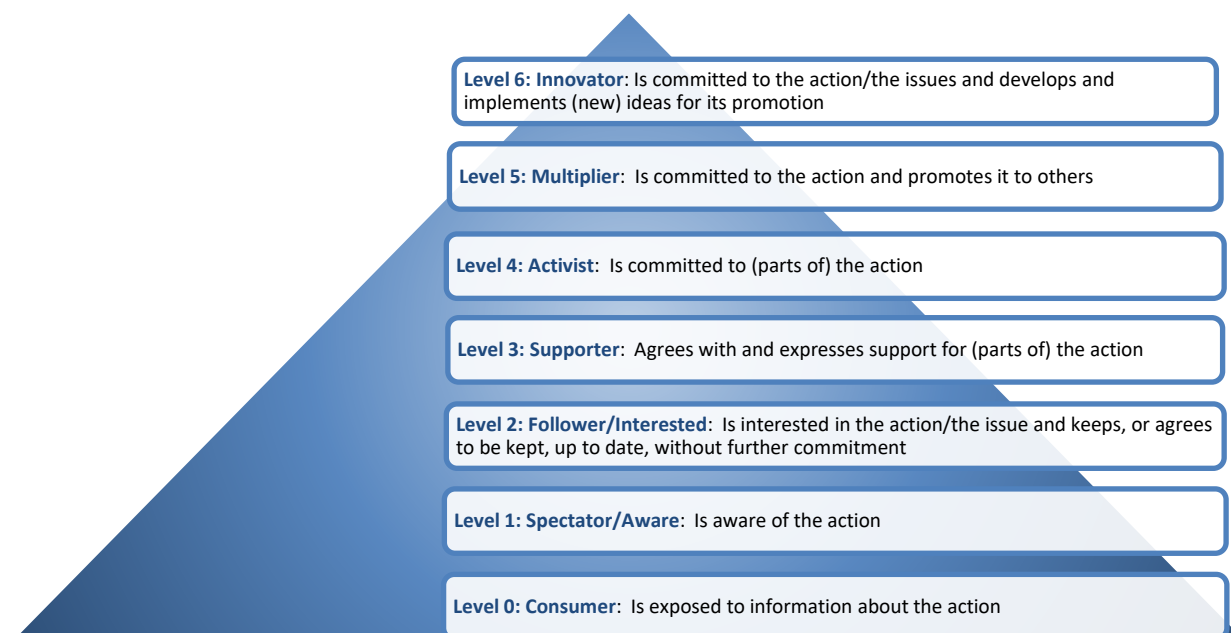 Level 6: Innovator: Is committed to the action/the issues and develops and
implements (new) ideas for its promotion
Level 5: Multiplier: Is committed to the action and promotes it to others
Level 4: Activist: Is committed to (parts of) the action
Level 3: Supporter: Agrees with and expresses support for (parts of) the action
Level 2: Follower/Interested: Is interested in the action/the issue and keeps, or agrees
to be kept, up to date, without further commitment
Level 1: Spectator/Aware: Is aware of the action
Level 0: Consumer: Is exposed to information about the action